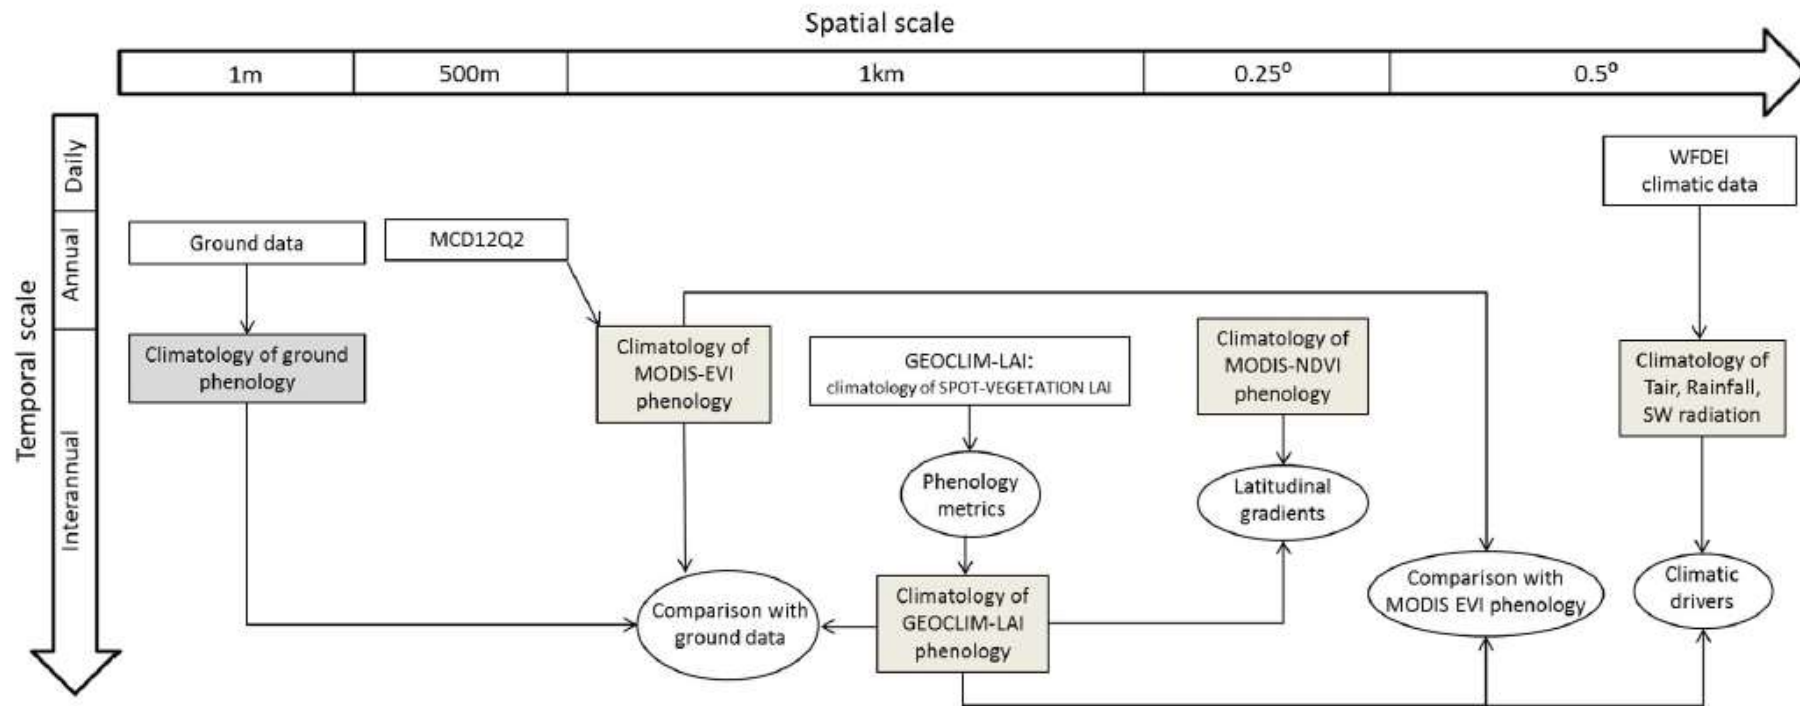 Spatial scale
1m
500m
1km
0.25º
0.5º
Temporal scale
Daily
Annual
Interannual
WFDEI
climatic data
Ground data
MCD12Q2
Climatology of ground
phenology
Climatology of
MODIS-EVI
phenology
GEOCLIM-LAI:
climatology of SPOT-VEGETATION LAI
Climatology of
MODIS-NDVI
phenology
Climatology of
Tair, Rainfall,
SW radiation
Phenology
metrics
Latitudinal
gradients
Comparison with
ground data
Climatology of
GEOCLIM-LAI
phenology
Comparison with
MODIS EVI phenology
Climatic
drivers